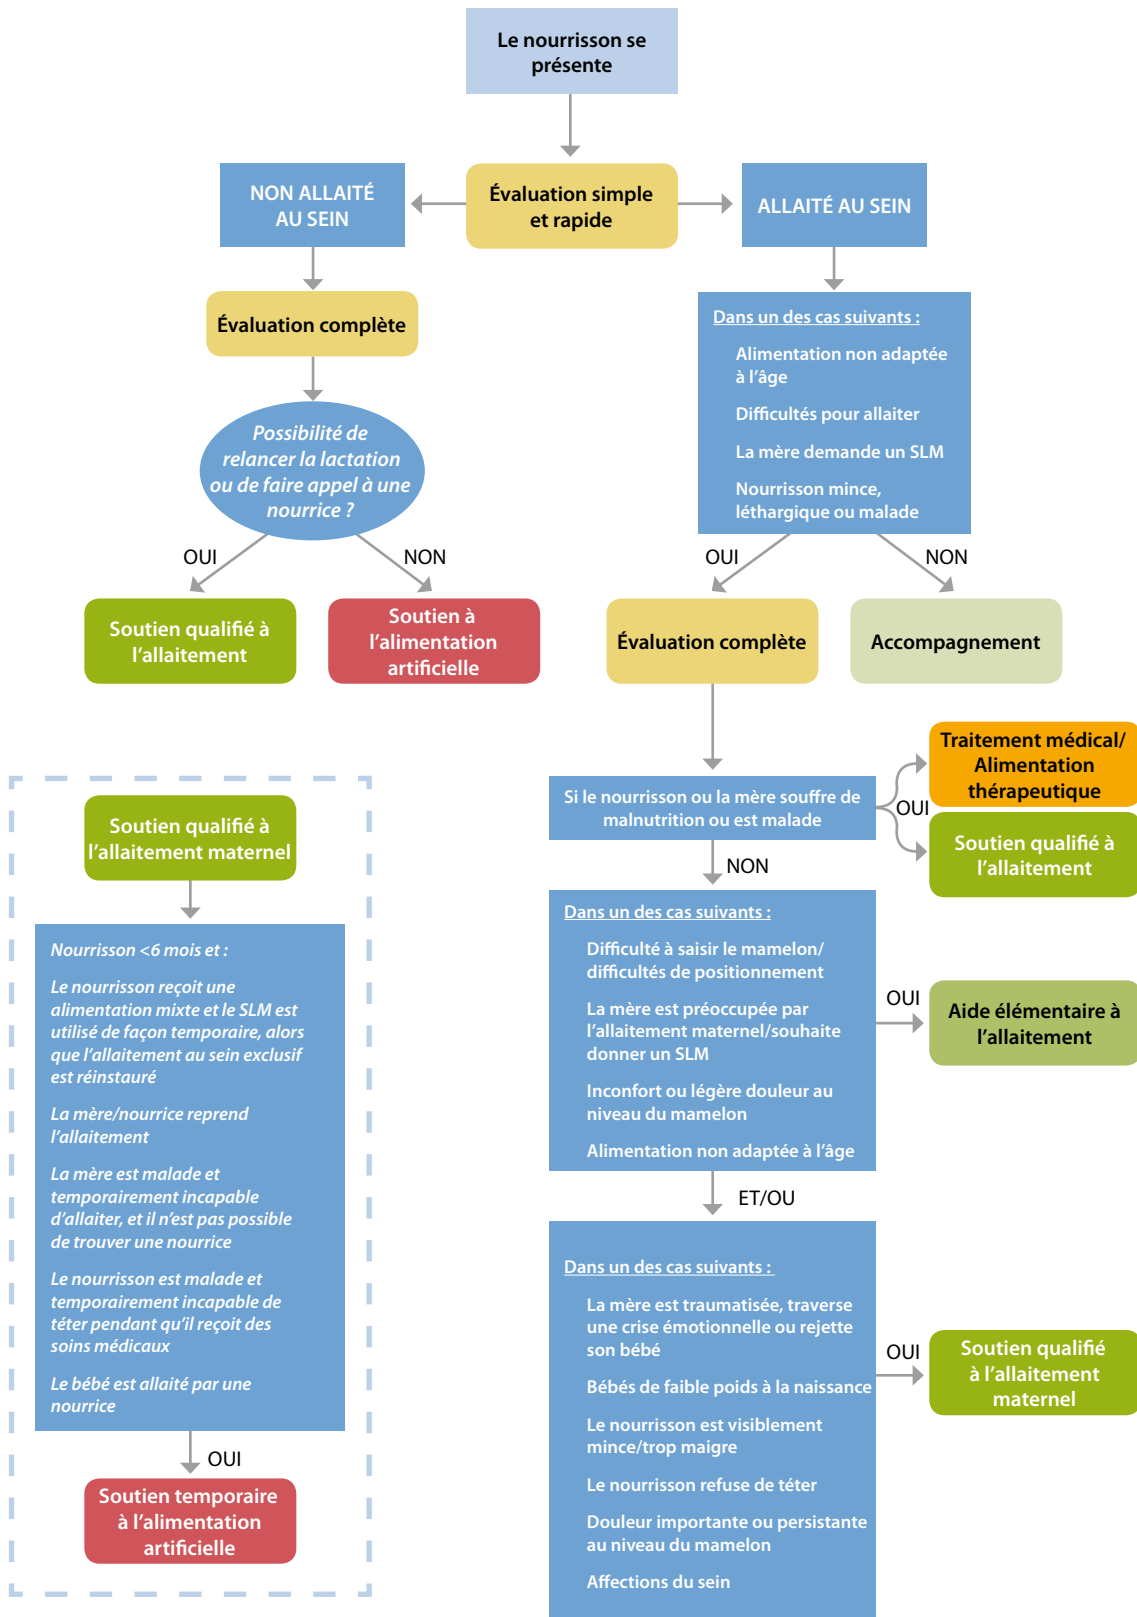 Le nourrisson se
présente
Évaluation simple
et rapide
NON ALLAITÉ
AU SEIN
ALLAITÉ AU SEIN
Évaluation complète
Possibilité de
relancer la lactation
ou de faire appel à une
nourrice ?
OUI
NON
Soutien qualifié à
l’allaitement
Soutien à
l’alimentation
artificielle
Dans un des cas suivants :
Alimentation non adaptée
à l’âge
Difficultés pour allaiter
La mère demande un SLM
Nourrisson mince,
léthargique ou malade
OUI
NON
Évaluation complète
Accompagnement
Si le nourrisson ou la mère souffre de
malnutrition ou est malade
OUI
Traitement médical/
Alimentation
thérapeutique
Soutien qualifié à
l’allaitement
NON
Dans un des cas suivants :
Difficulté à saisir le mamelon/
difficultés de positionnement
La mère est préoccupée par
l’allaitement maternel/souhaite
donner un SLM
Inconfort ou légère douleur au
niveau du mamelon
Alimentation non adaptée à l’âge
OUI
Aide élémentaire à
l’allaitement
ET/OU
Dans un des cas suivants :
La mère est traumatisée, traverse
une crise émotionnelle ou rejette
son bébé
Bébés de faible poids à la naissance
Le nourrisson est visiblement
mince/trop maigre
Le nourrisson refuse de téter
Douleur importante ou persistante
au niveau du mamelon
Affections du sein
OUI
Soutien qualifié
à l’allaitement
maternel
Soutien qualifié à
l’allaitement maternel
Nourrisson <6 mois et :
Le nourrisson reçoit une
alimentation mixte et le SLM est
utilisé de façon temporaire, alors
que l’allaitement au sein exclusif
est réinstauré
La mère/nourrice reprend
l’allaitement
La mère est malade et
temporairement incapable
d’allaiter, et il n’est pas possible
de trouver une nourrice
Le nourrisson est malade et
temporairement incapable de
téter pendant qu’il reçoit des
soins médicaux
Le bébé est allaité par une
nourrice
OUI
Soutien temporaire
à l’alimentation
artificielle